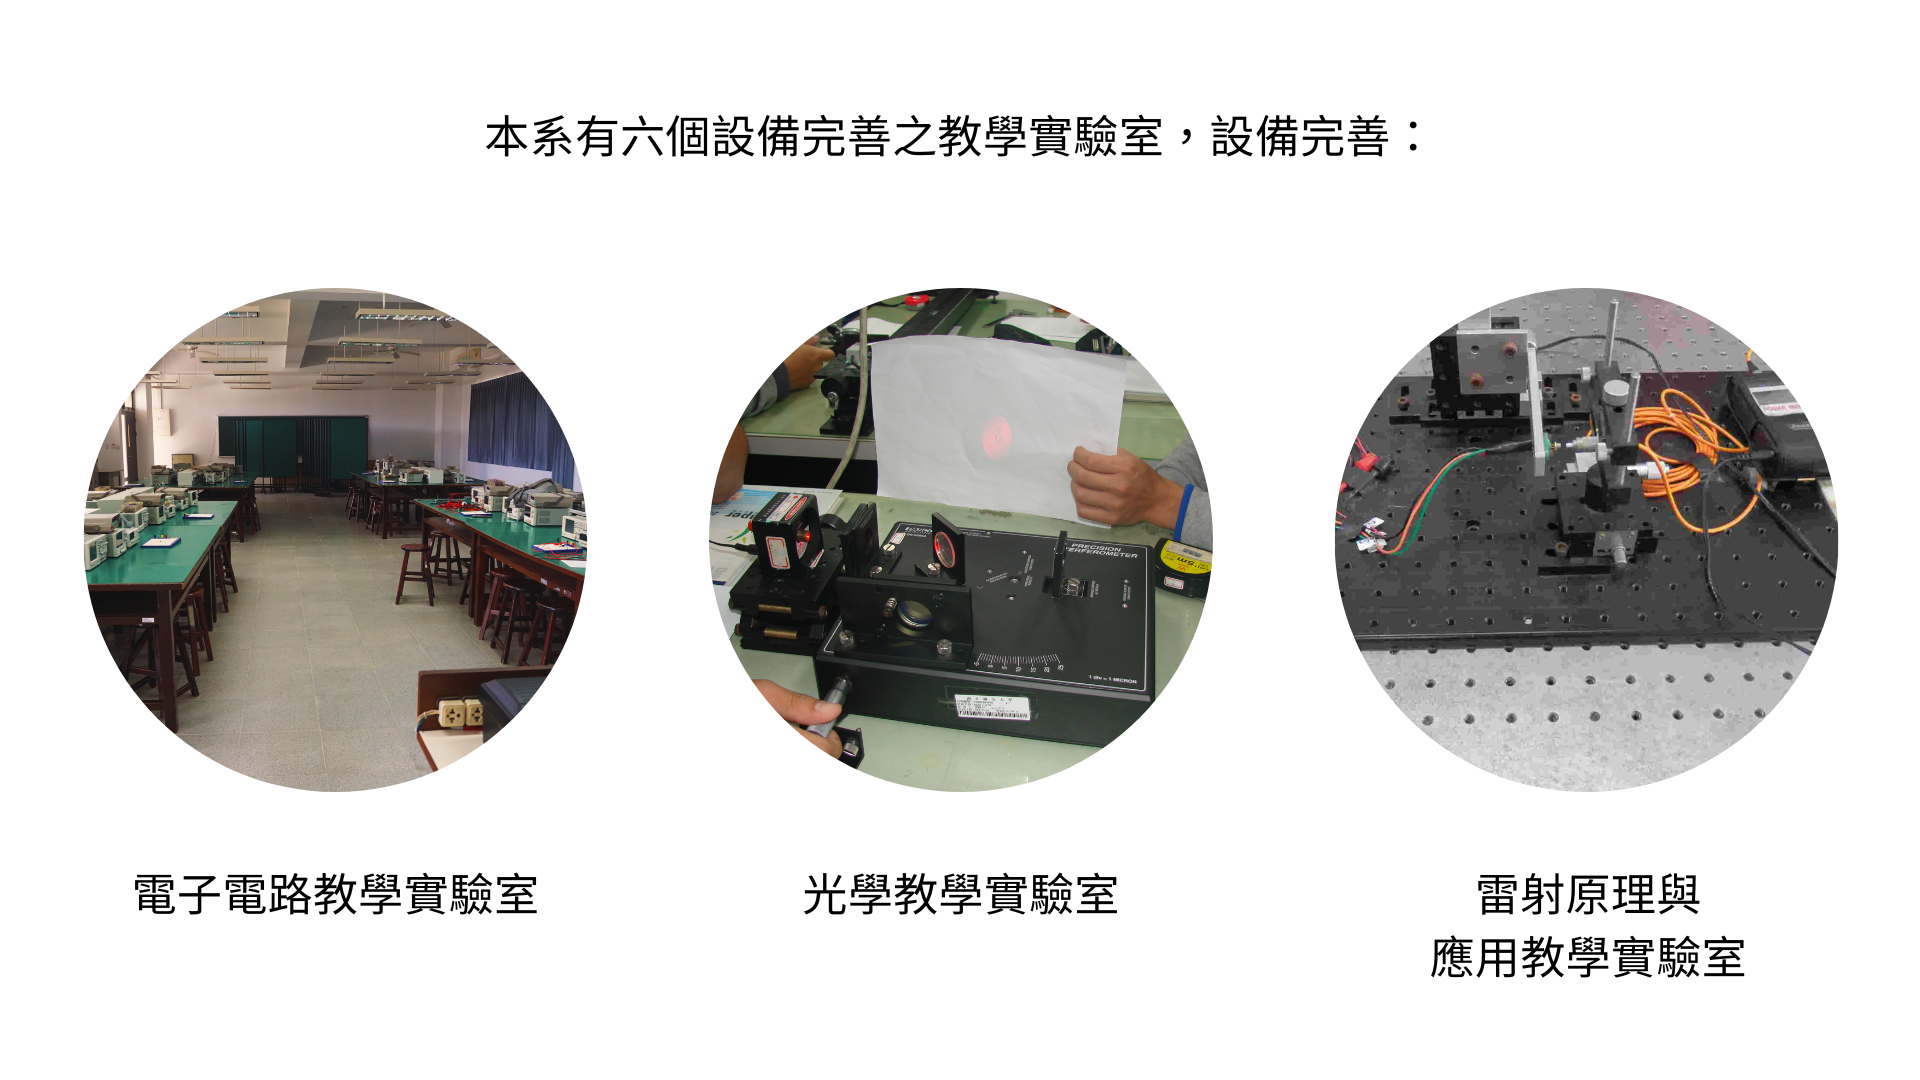 本系有六個設備完善之教學實驗室，設備完善：
PRECISION
INTERFEROMETER
1 div = 1 MICRON
電子電路教學實驗室
光學教學實驗室
雷射原理與
應用教學實驗室